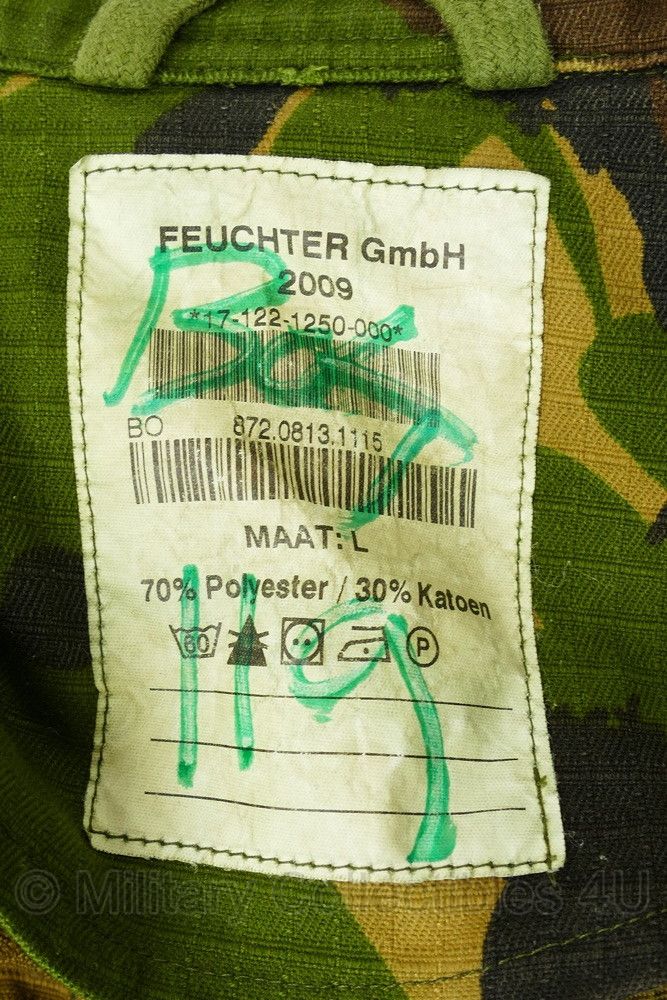 FEUCHTER GmbH
2009
*17-122-1250-000*
BO 872.0813.1115
MAAT: L
70% Polyester / 30% Katoen
60 P
119
© Military Collectibles 4U